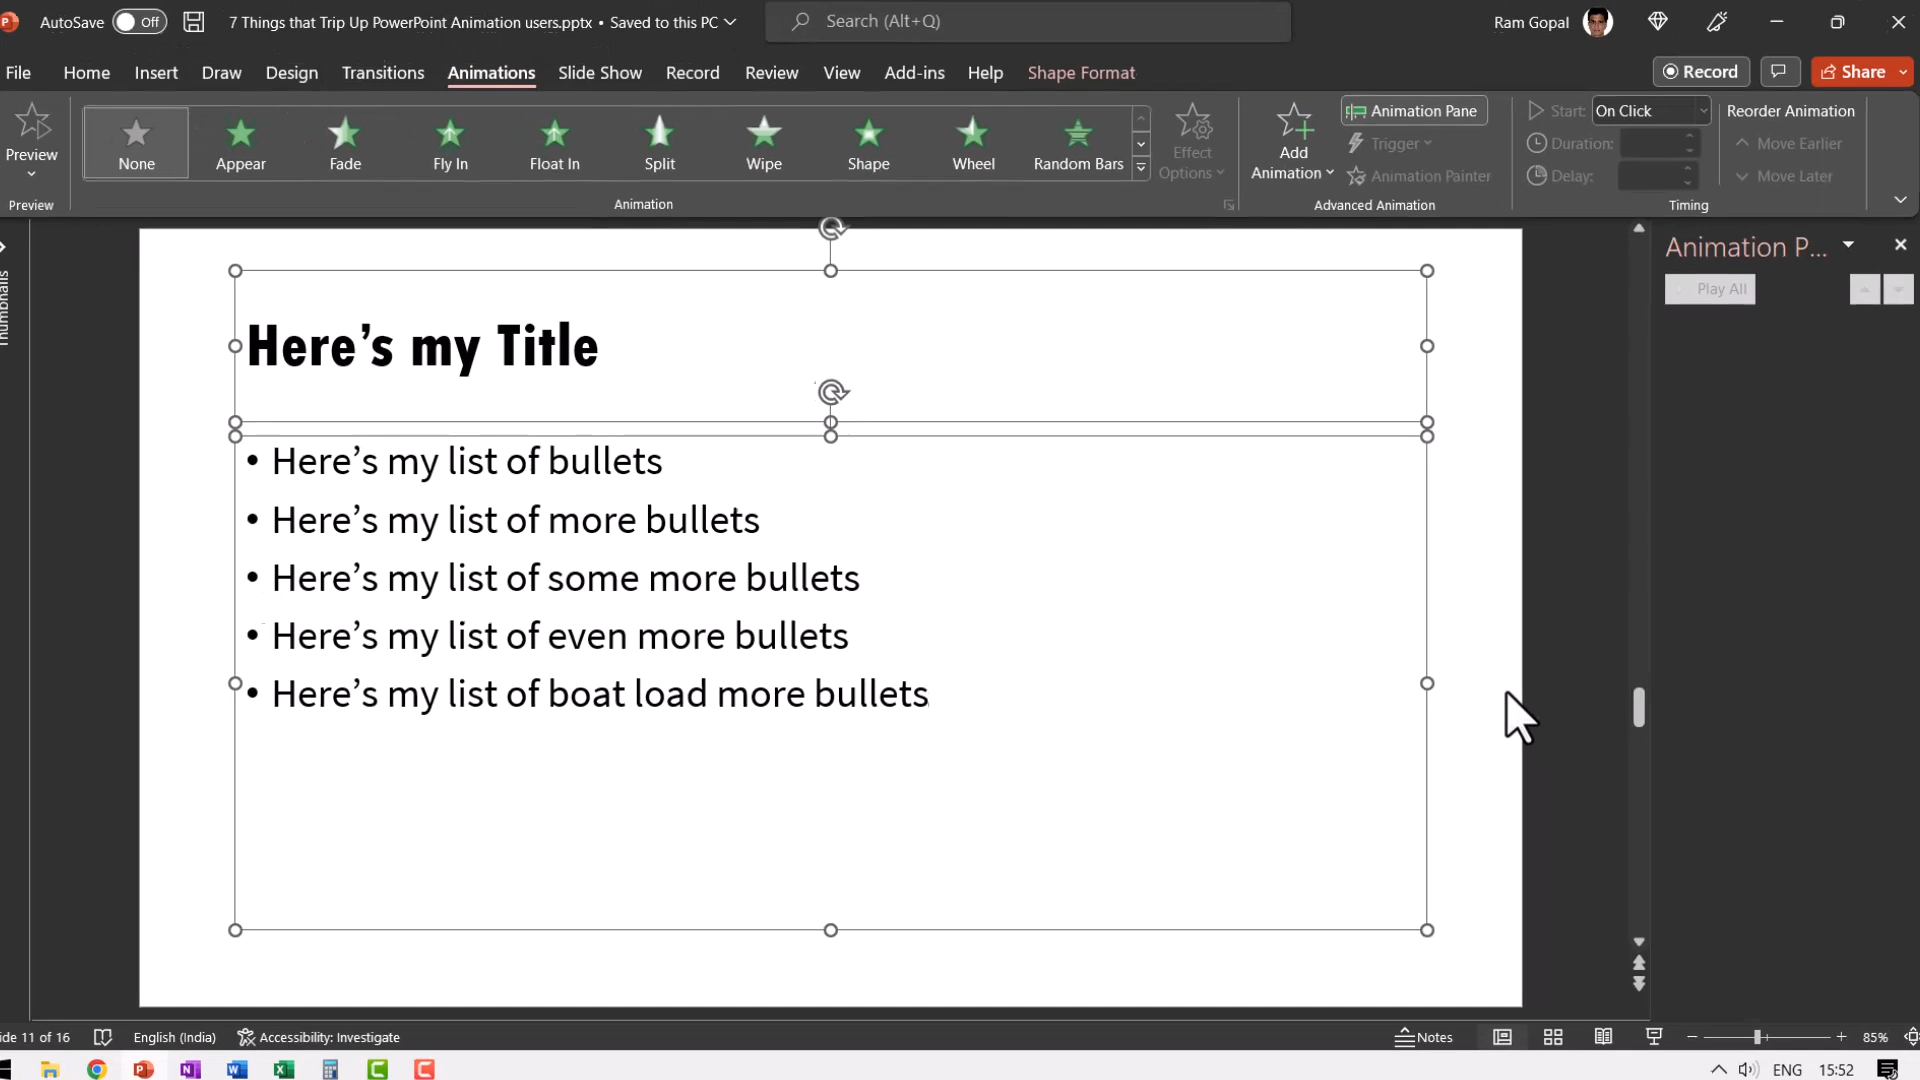 AutoSave Off 7 Things that Trip Up PowerPoint Animation users.pptx • Saved to this PC Search (Alt+Q) Ram Gopal
File Home Insert Draw Design Transitions Animations Slide Show Record Review View Add-ins Help Shape Format Record Share
Preview
Preview
None Appear Fade Fly In Float In Split Wipe Shape Wheel Random Bars
Animation
Effect
Options
Add
Animation
Animation Pane
Trigger
Animation Painter
Advanced Animation
Start: On Click
Duration:
Delay:
Timing
Reorder Animation
Move Earlier
Move Later
Thumbnails
Here’s my Title
• Here’s my list of bullets
• Here’s my list of more bullets
• Here’s my list of some more bullets
• Here’s my list of even more bullets
• Here’s my list of boat load more bullets
Animation P...
Play All
ide 11 of 16 English (India) Accessibility: Investigate Notes 85%
ENG 15:52